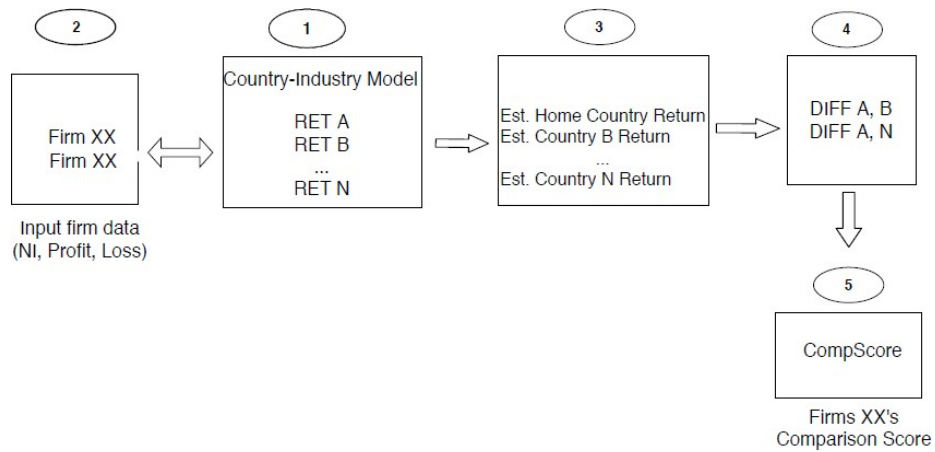 2
Firm XX
Firm XX
Input firm data
(NI, Profit, Loss)
1
Country-Industry Model
RET A
RET B
...
RET N
3
Est. Home Country Return
Est. Country B Return
...
Est. Country N Return
4
DIFF A, B
DIFF A, N
5
CompScore
Firms XX's
Comparison Score